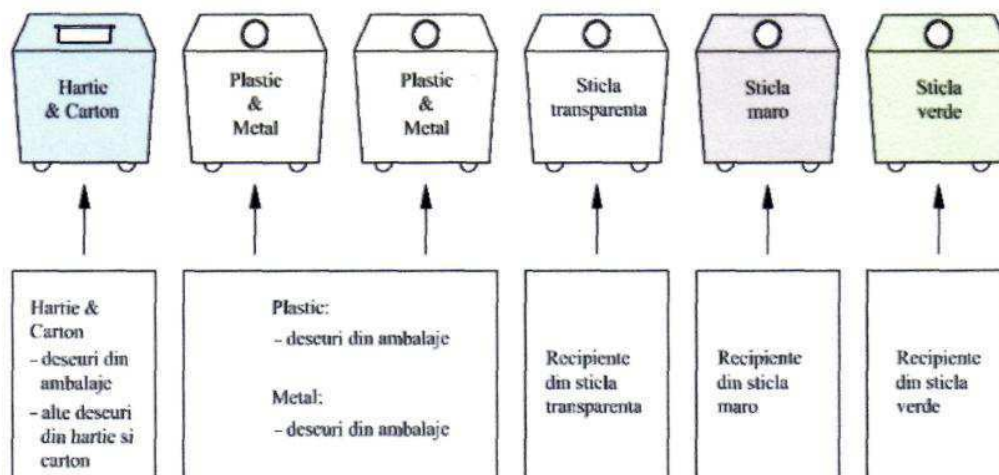 Hartie
& Carton
Plastic
&
Metal
Plastic
&
Metal
Sticla
transparenta
Sticla
maro
Sticla
verde
Hartie &
Carton
- deseuri din
ambalaje
- alte deseuri
din hartie si
carton
Plastic:
- deseuri din ambalaje
Metal:
- deseuri din ambalaje
Recipiente
din sticla
transparenta
Recipiente
din sticla
maro
Recipiente
din sticla
verde